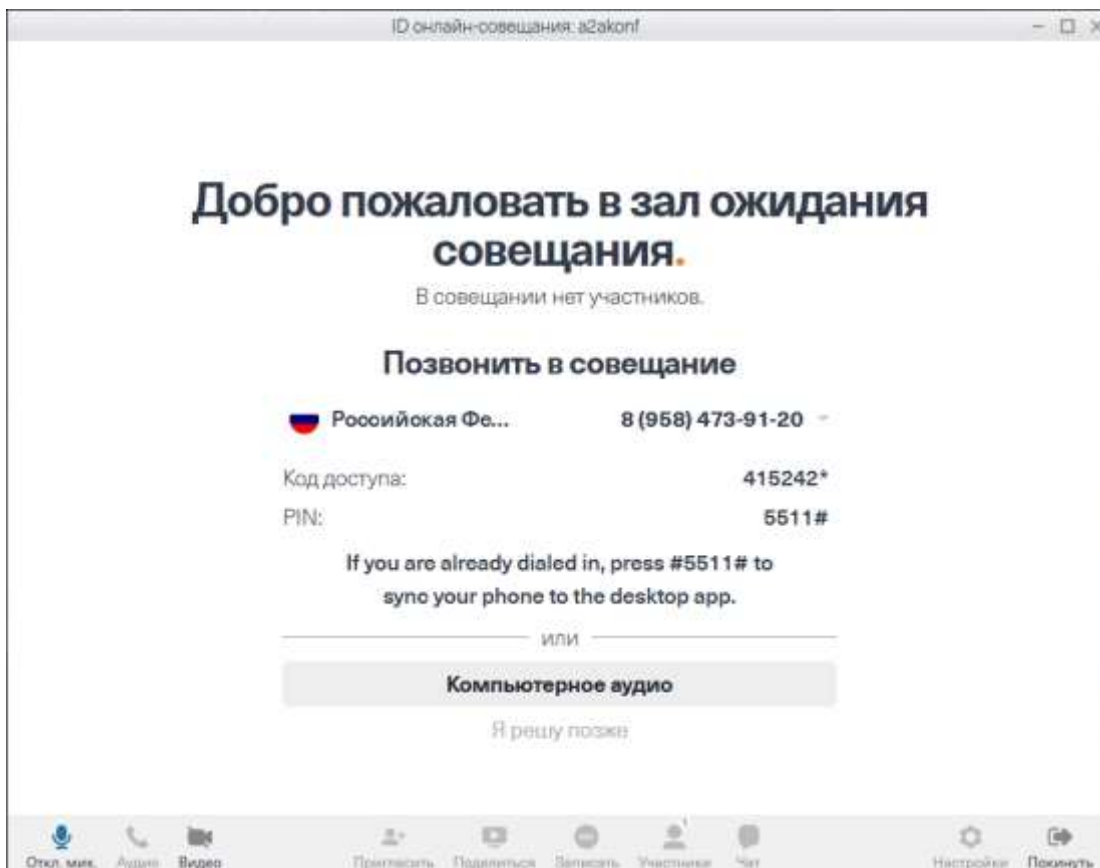 ID онлайн-совещания: a2akonf
Добро пожаловать в зал ожидания
совещания.
В совещании нет участников.
Позвонить в совещание
Российская Фе... 8 (958) 473-91-20
Код доступа: 415242*
PIN: 5511#
If you are already dialed in, press #5511# to
sync your phone to the desktop app.
или
Компьютерное аудио
Я решу позже
1
Откл. мик. Аудио Видео Пригласить Поделиться Записать Участники Чат Настройки Покинуть